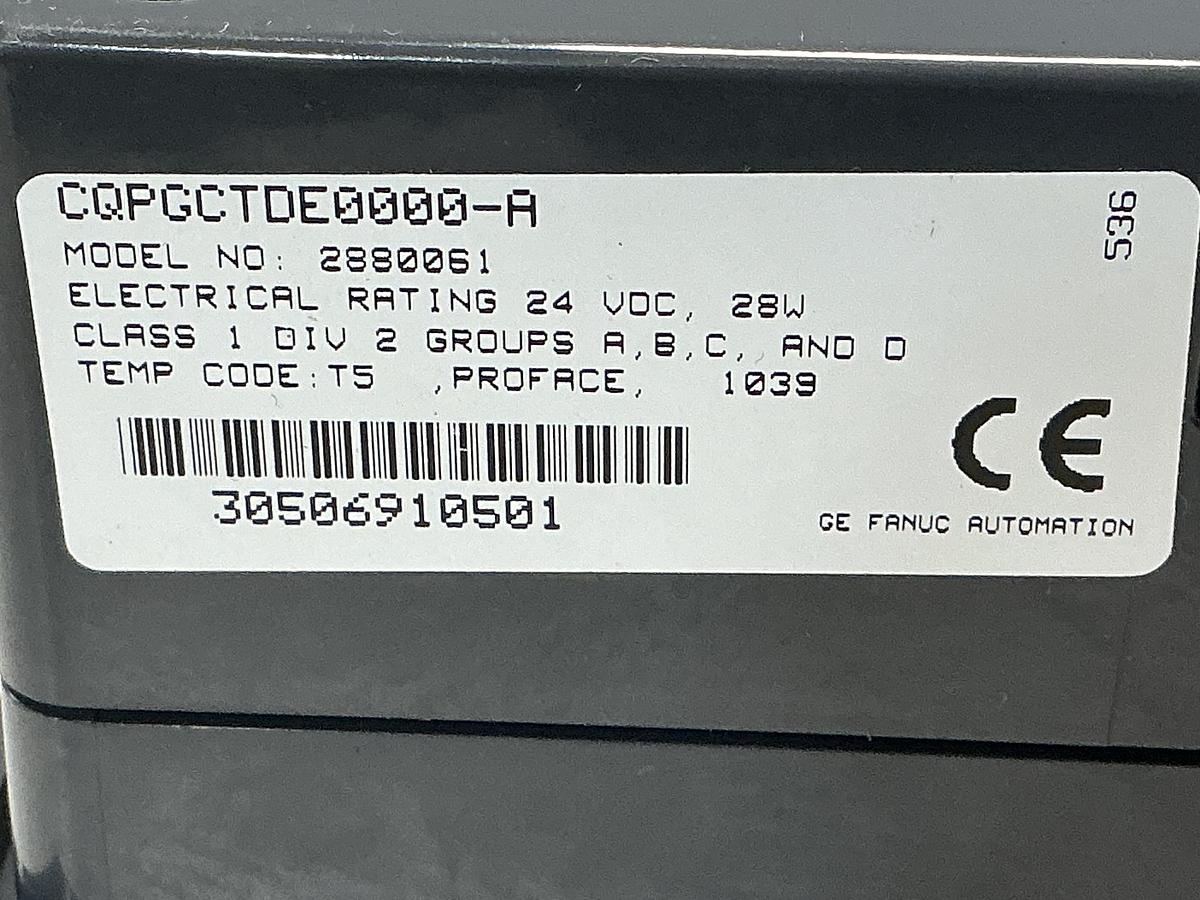 CQPGCTDE0000-A
536
MODEL NO: 2880061
ELECTRICAL RATING 24 VDC, 28W
CLASS 1 DIV 2 GROUPS A,B,C, AND D
TEMP CODE:T5 ,PROFACE, 1039
CE
30506910501
GE FANUC AUTOMATION